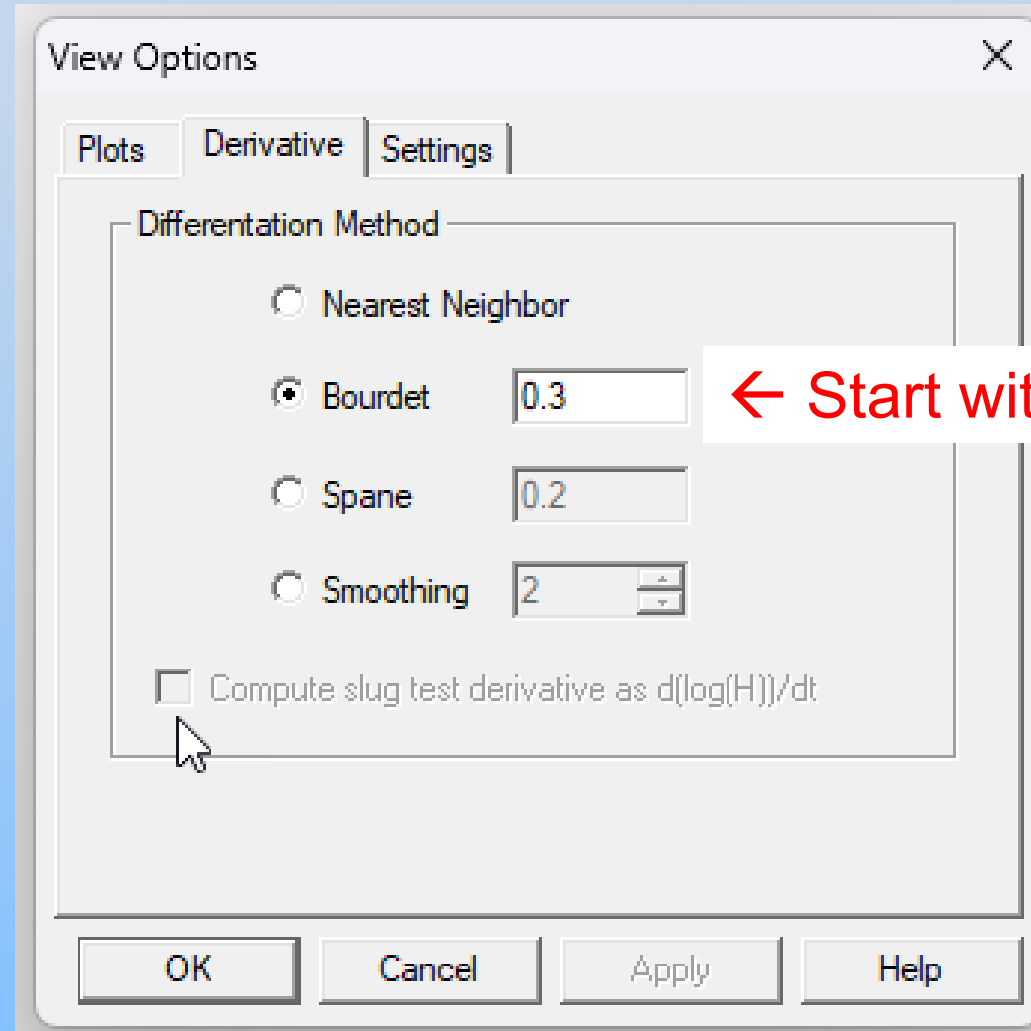 View Options
Plots Derivative Settings
Differentation Method
Nearest Neighbor
Bourdet 0.3 ← Start
Spane 0.2
Smoothing 2
Compute slug test derivative as d(log(H))/dt
OK Cancel Apply Help